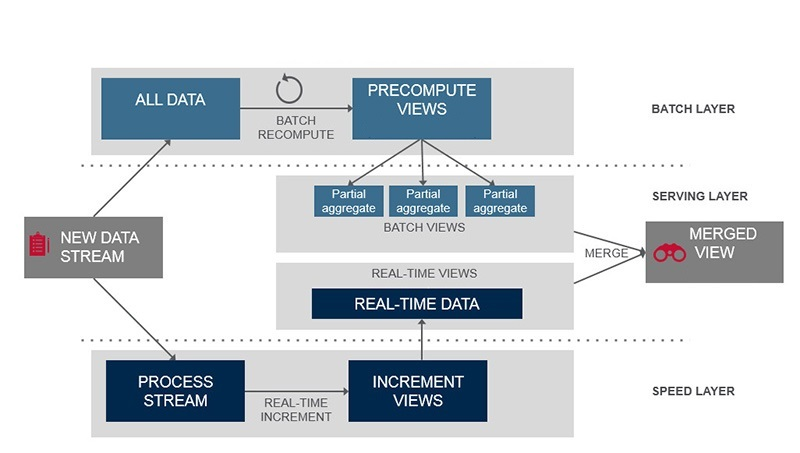 ALL DATA
BATCH
RECOMPUTE
PRECOMPUTE
VIEWS
BATCH LAYER
Partial
aggregate
Partial
aggregate
Partial
aggregate
BATCH VIEWS
SERVING LAYER
NEW DATA
STREAM
MERGE
MERGED
VIEW
REAL-TIME VIEWS
REAL-TIME DATA
PROCESS
STREAM
REAL-TIME
INCREMENT
INCREMENT
VIEWS
SPEED LAYER